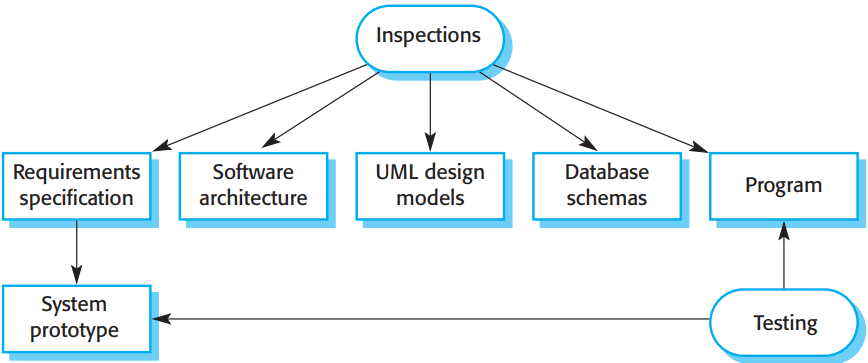 Inspections
Requirements
specification
Software
architecture
UML design
models
Database
schemas
Program
System
prototype
Testing